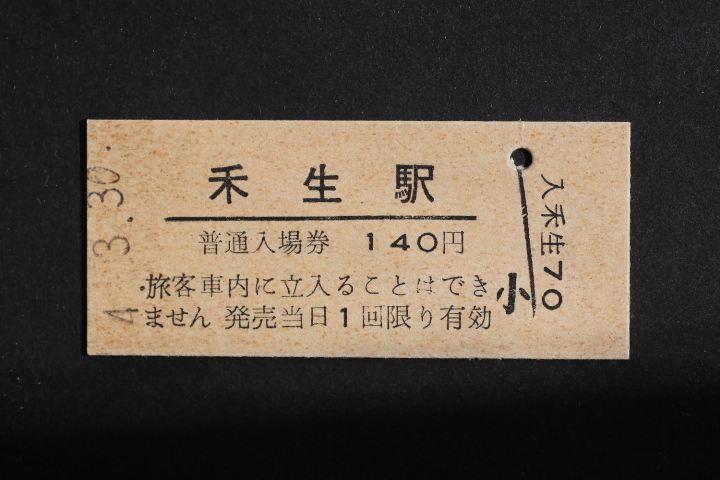 禾生駅
普通入場券 140円
・旅客車内に立入ることはでき
ません 発売当日1回限り有効
小
入禾生70
4. 3.30.